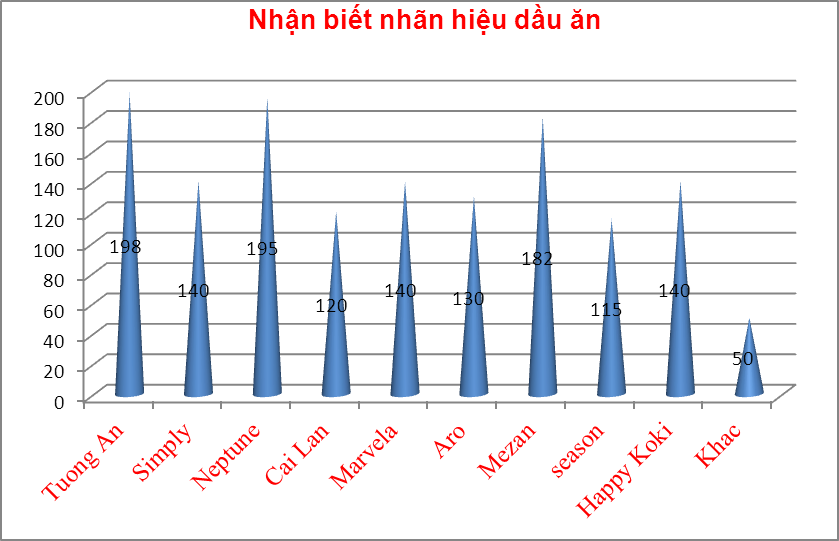 Nhận biết nhãn hiệu dầu ăn
200
180
160
140
120
100
80
60
40
20
0
198
140
195
120
140
130
182
115
140
50
Tuong An
Simply
Neptune
Cai Lan
Marvela
Aro
Mezan
season
Happy Koki
Khac